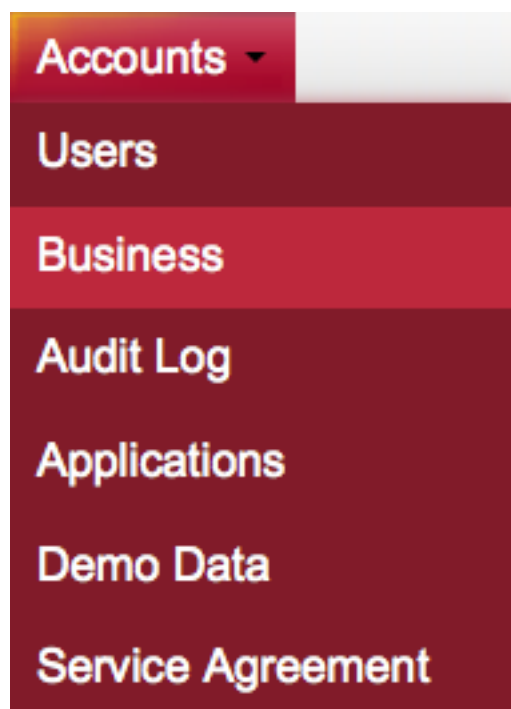 Accounts
Users
Business
Audit Log
Applications
Demo Data
Service Agreement